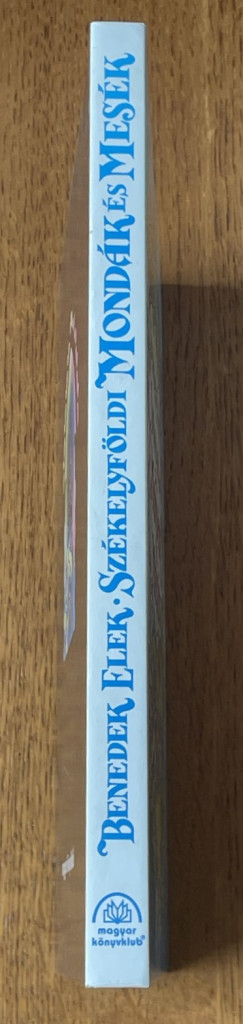 Benedek Elek · Székelyföldi Mondák és Mesék
magyar
könyvklub®